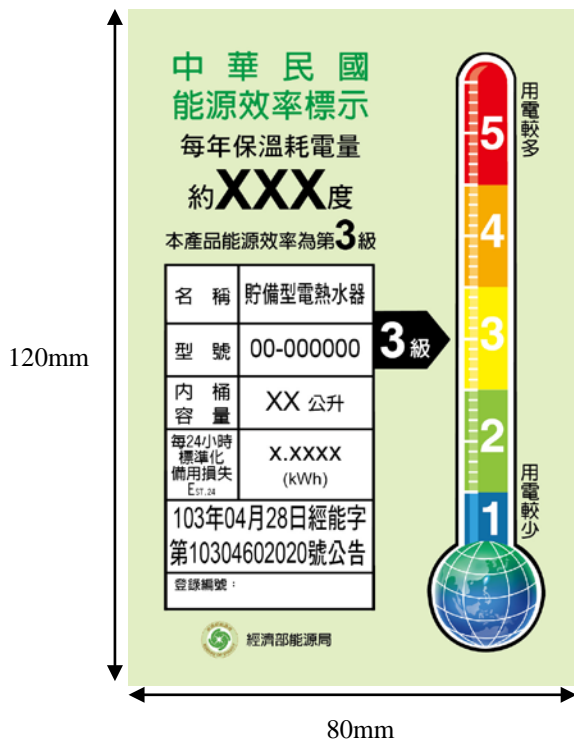 中華民國
能源效率標示
每年保溫耗電量
約XXX度
本產品能源效率為第3級
名稱 貯備型電熱水器
型號 00-000000
內桶容量 XX 公升
每24小時
標準化
備用損失
EST.24
X.XXXX
(kWh)
103年04月28日經能字
第10304602020號公告
登錄編號：
經濟部能源局
3級
用電較多
5
4
3
2
1
用電較少
120mm
80mm